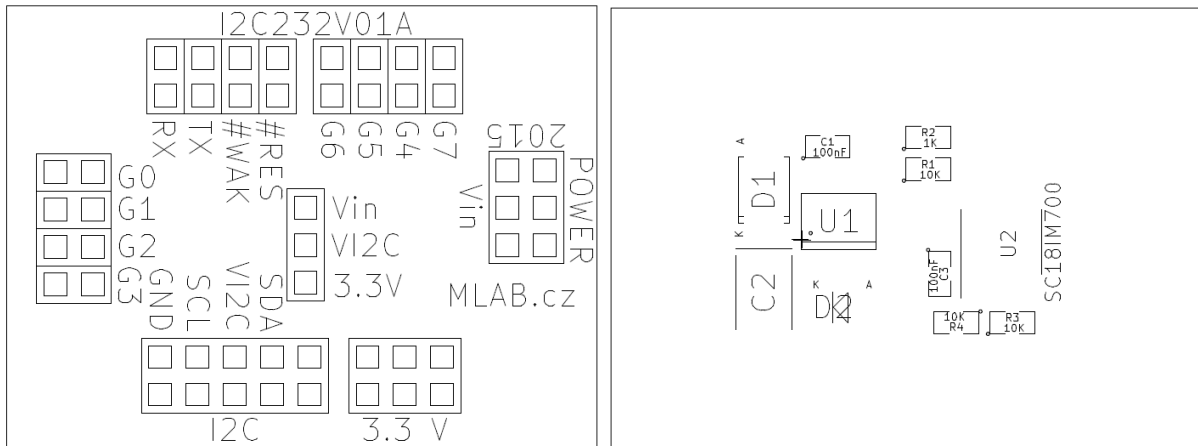 I2C232V01A
RX
TX
#WAK
#RES
G6
G5
G4
G7
2015
POWER
Vin
G0
G1
G2
G3
Vin
VI2C
3.3V
GND
SCL
VI2C
SDA
MLAB.cz
I2C
3.3 V
A
D1
K
C1
100nF
R2
1K
R1
10K
U1
U2
SC18IM700
C2
K
A
D2
100nF
C3
10K
R4
R3
10K